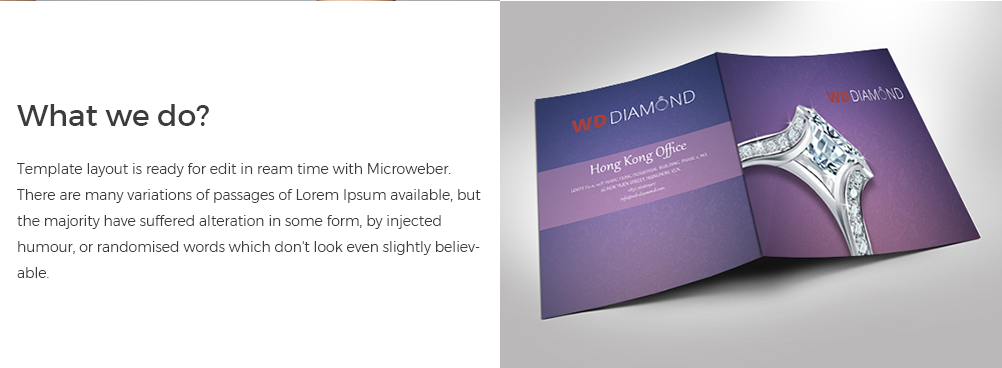 What we do?
Template layout is ready for edit in ream time with Microweber.
There are many variations of passages of Lorem Ipsum available, but
the majority have suffered alteration in some form, by injected
humour, or randomised words which don't look even slightly believ-
able.
WD DIAMOND
Hong Kong Office
WD DIAMOND